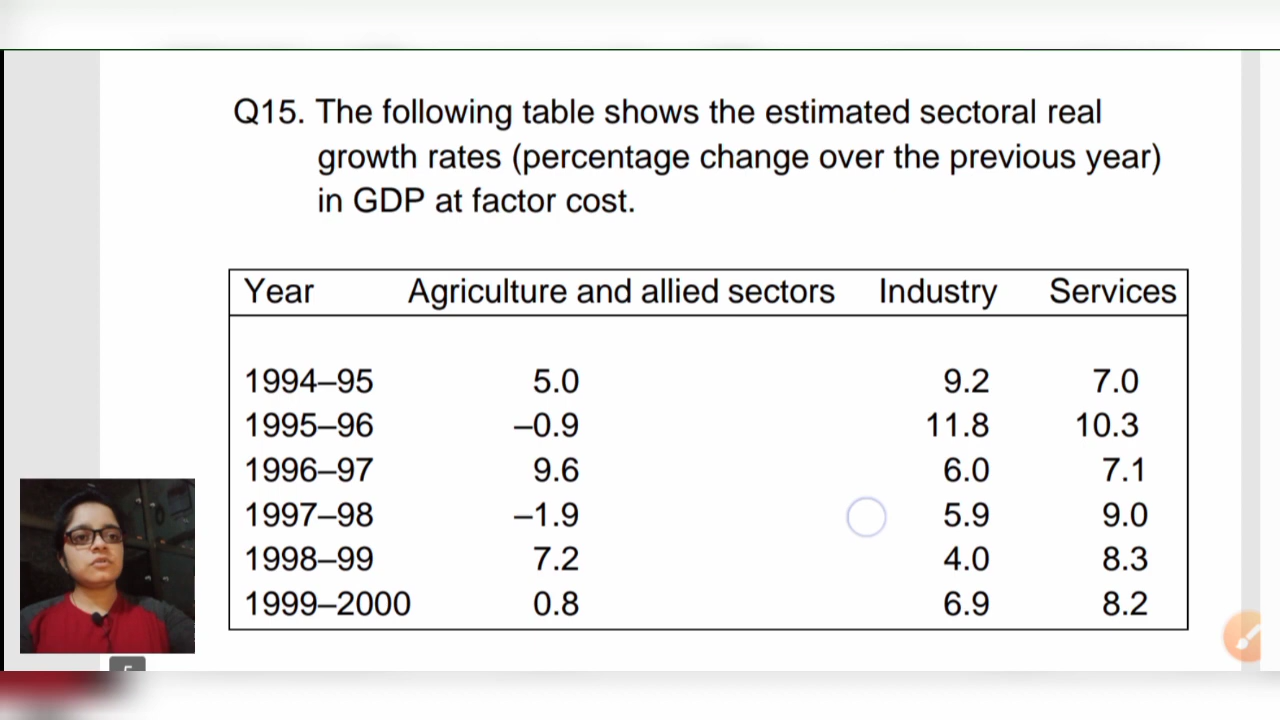 Q15. The following table shows the estimated sectoral real
growth rates (percentage change over the previous year)
in GDP at factor cost.
Year Agriculture and allied sectors Industry Services
1994–95 5.0 9.2 7.0
1995–96 –0.9 11.8 10.3
1996–97 9.6 6.0 7.1
1997–98 –1.9 5.9 9.0
1998–99 7.2 4.0 8.3
1999–2000 0.8 6.9 8.2